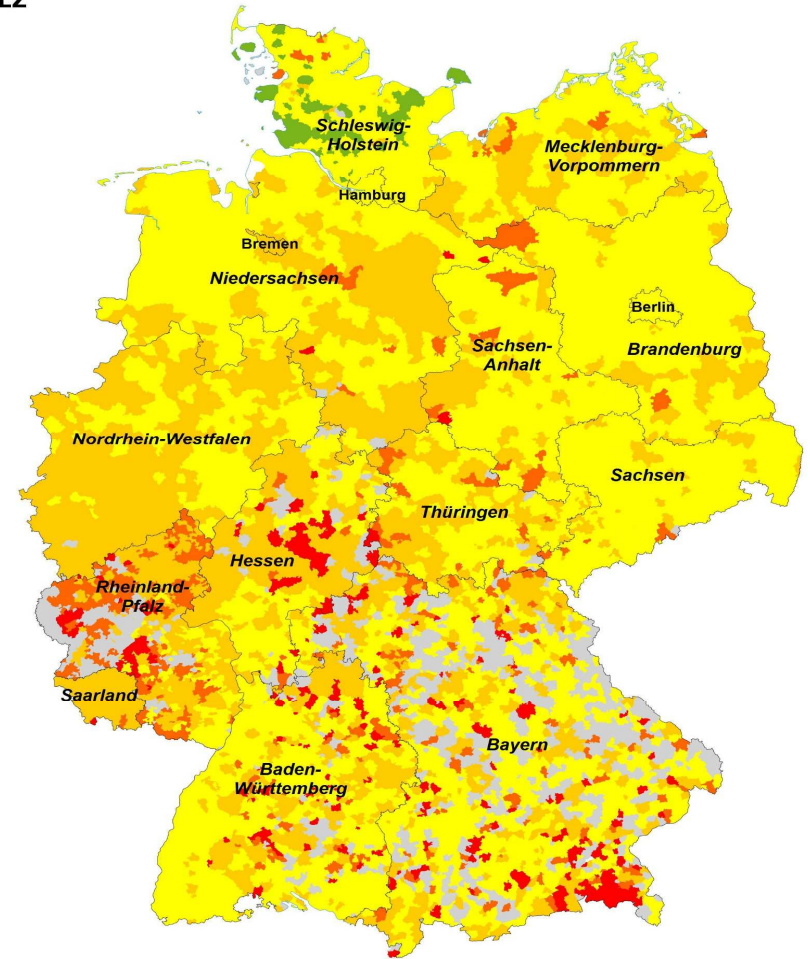 Schleswig-
Holstein
Mecklenburg-
Vorpommern
Hamburg
Bremen
Niedersachsen
Berlin
Sachsen-
Anhalt
Brandenburg
Nordrhein-Westfalen
Sachsen
Thüringen
Hessen
Rheinland-
Pfalz
Saarland
Bayern
Baden-
Württemberg